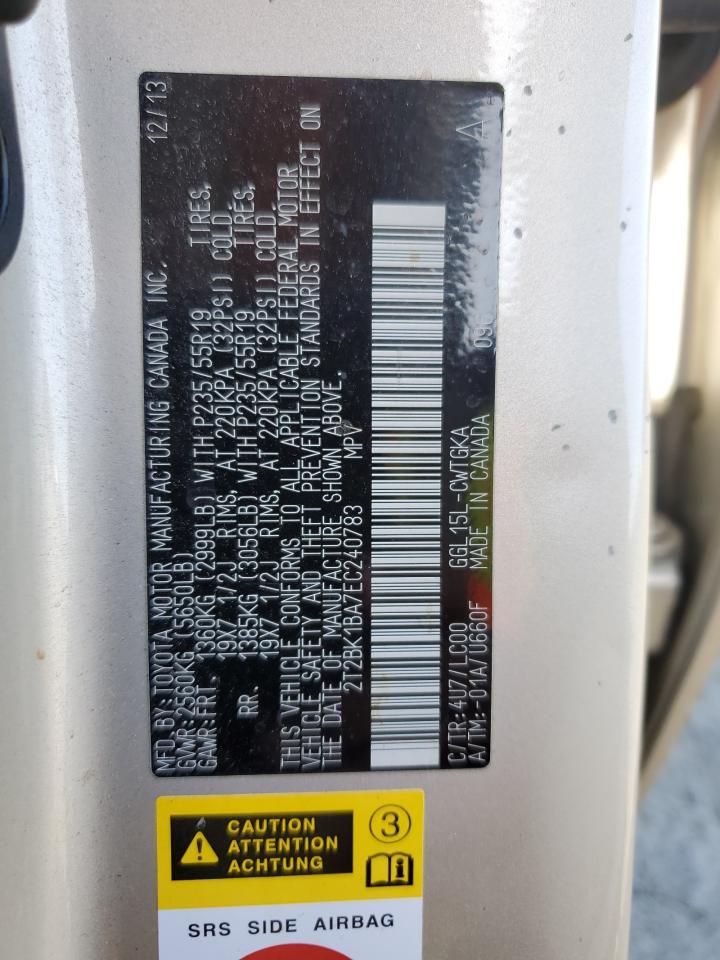 MFD.BY:TOYOTA MOTOR MANUFACTURING CANADA INC. 12/13
GVWR:2560KG (5650LB)
GAWR:FRT. 1360KG (2999LB) WITH P235/55R19 TIRES,
19X7 1/2J RIMS, AT 220KPA (32PSI) COLD.
RR. 1385KG (3056LB) WITH P235/55R19 TIRES,
19X7 1/2J RIMS, AT 220KPA (32PSI) COLD.
THIS VEHICLE CONFORMS TO ALL APPLICABLE FEDERAL MOTOR
VEHICLE SAFETY AND THEFT PREVENTION STANDARDS IN EFFECT ON
THE DATE OF MANUFACTURE SHOWN ABOVE.
2T2BK1BA7EC240783 MPV
C/TR:4U7/LC00 GGL15L-CWTGKA A
A/TM:-01A/U660F MADE IN CANADA
CAUTION
ATTENTION
ACHTUNG
3
SRS SIDE AIRBAG